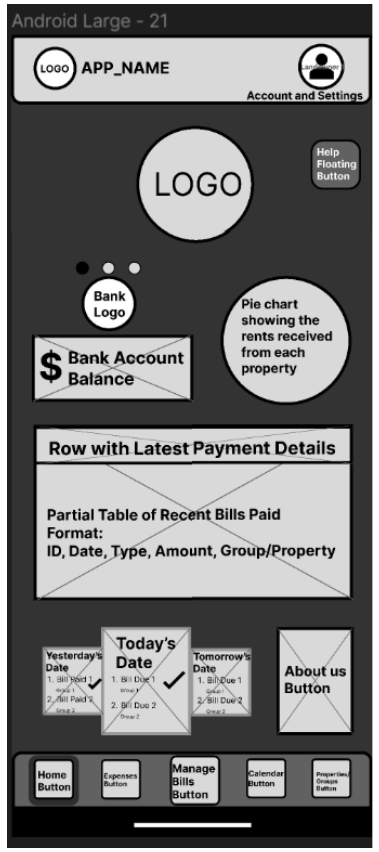 Android Large - 21
LOGO
APP_NAME
Account and Settings
Help
Floating
Button
LOGO
Bank
Logo
$ Bank Account
Balance
Pie chart
showing the
rents received
from each
property
Row with Latest Payment Details
Partial Table of Recent Bills Paid
Format:
ID, Date, Type, Amount, Group/Property
Yesterday's
Date
1. Bill Paid 1
Group 1
2. Bill Paid 2
Group 2
Today's
Date
1. Bill Due 1
Group 1
2. Bill Due 2
Group 2
Tomorrow's
Date
1. Bill Due 1
Group 1
2. Bill Due 2
Group 2
About us
Button
Home
Button
Expenses
Button
Manage
Bills
Button
Calendar
Button
Properties/
Groups
Button